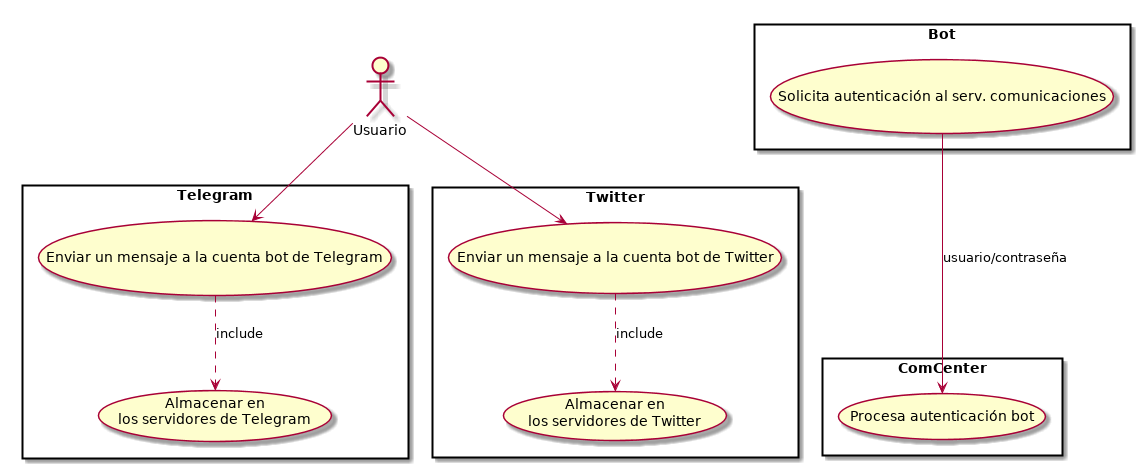 Bot
Solicita autenticación al serv. comunicaciones
Usuario
Telegram
Enviar un mensaje a la cuenta bot de Telegram
include
Almacenar en
los servidores de Telegram
Twitter
Enviar un mensaje a la cuenta bot de Twitter
include
Almacenar en
los servidores de Twitter
usuario/contraseña
ComCenter
Procesa autenticación bot